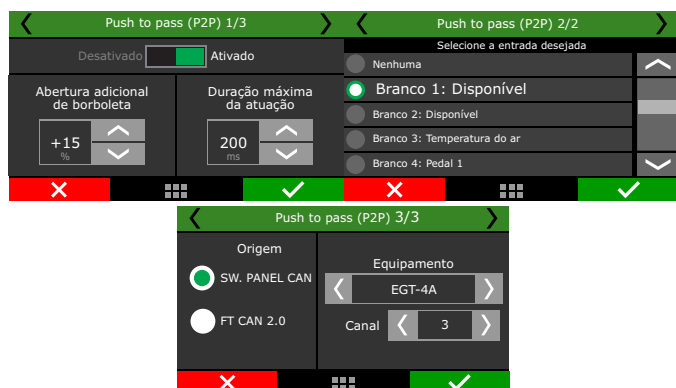 Push to pass (P2P) 1/3
Desativado
Ativado
Abertura adicional
de borboleta
+15
%
Duração máxima
da atuação
200
ms
Push to pass (P2P) 2/2
Selecione a entrada desejada
Nenhuma
Branco 1: Disponível
Branco 2: Disponível
Branco 3: Temperatura do ar
Branco 4: Pedal 1
Push to pass (P2P) 3/3
Origem
SW. PANEL CAN
FT CAN 2.0
Equipamento
EGT-4A
Canal
3